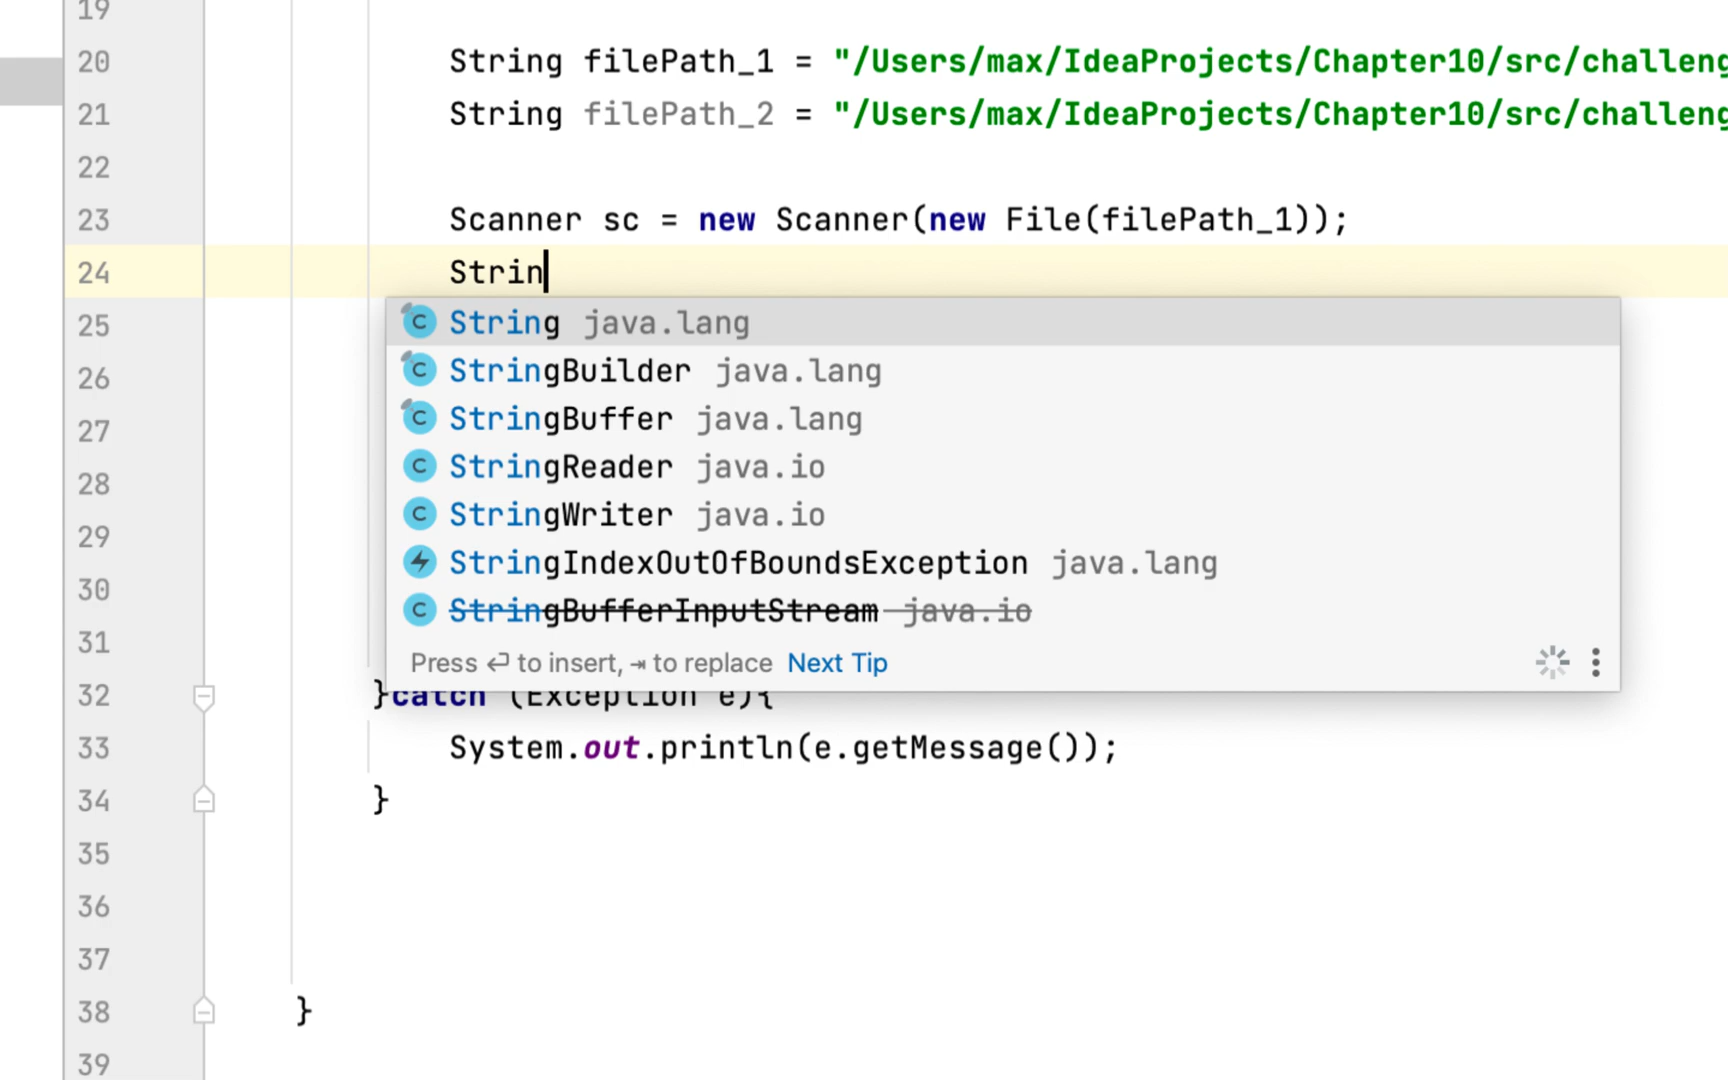 19
20 String filePath_1 = "/Users/max/IdeaProjects/Chapter10/src/challeng
21 String filePath_2 = "/Users/max/IdeaProjects/Chapter10/src/challeng
22
23 Scanner sc = new Scanner(new File(filePath_1));
24 Strin
25 String java.lang
26 StringBuilder java.lang
27 StringBuffer java.lang
28 StringReader java.io
StringWriter java.io
29 StringIndexOutOfBoundsException java.lang
30 StringBufferInputStream java.io
31 Press ↩ to insert, ⇥ to replace Next Tip
32 }catch (Exception e){
33 System.out.println(e.getMessage());
34 }
35
36
37
38 }
39